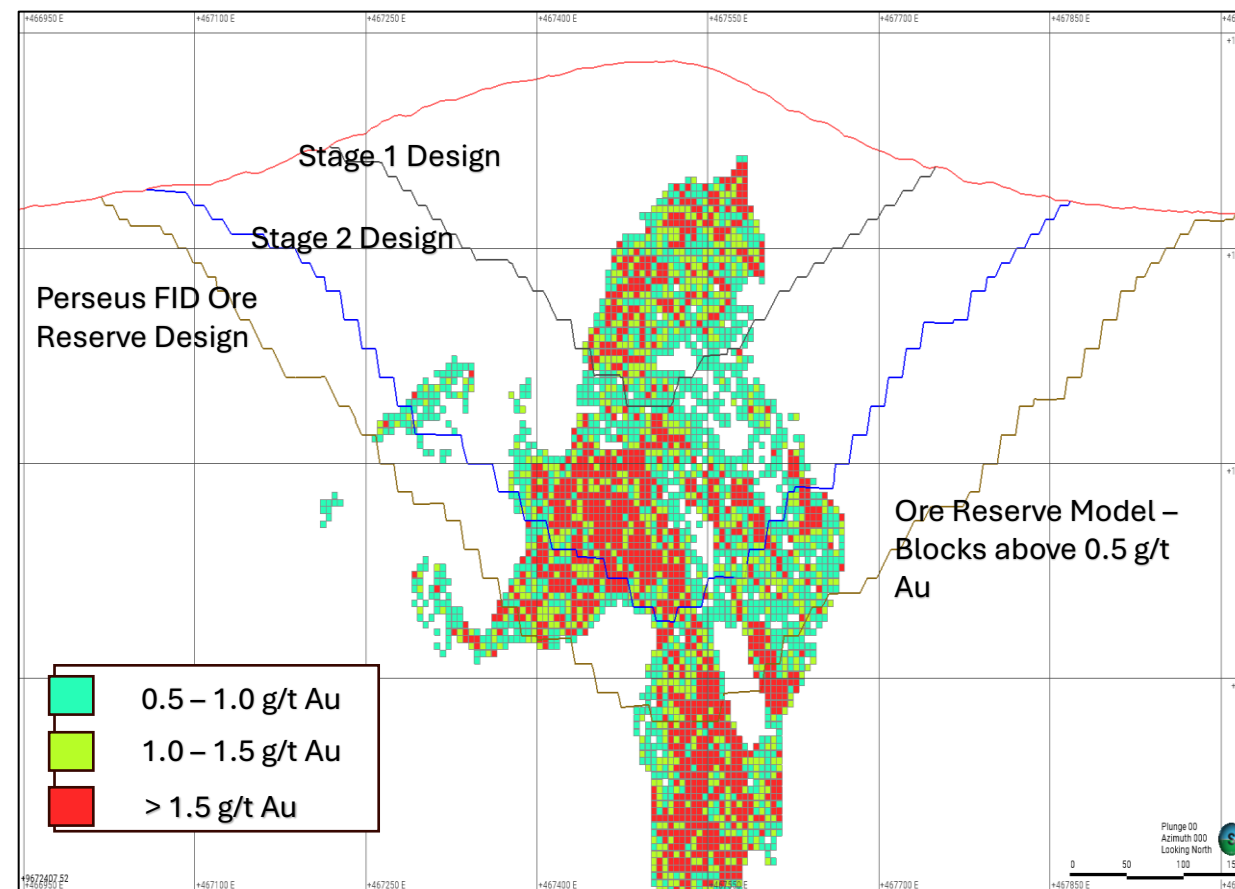 +466950 E
+467100 E
+467250 E
+467400 E
+467550 E
+467700 E
+467850 E
Stage 1 Design
Stage 2 Design
Perseus FID Ore
Reserve Design
Ore Reserve Model –
Blocks above 0.5 g/t
Au
0.5 – 1.0 g/t Au
1.0 – 1.5 g/t Au
> 1.5 g/t Au
Plunge 00
Azimuth 000
Looking North
0 50 100
+9672407.52
+466950 E
+467100 E
+467250 E
+467400 E
+467550 E
+467700 E
+467850 E